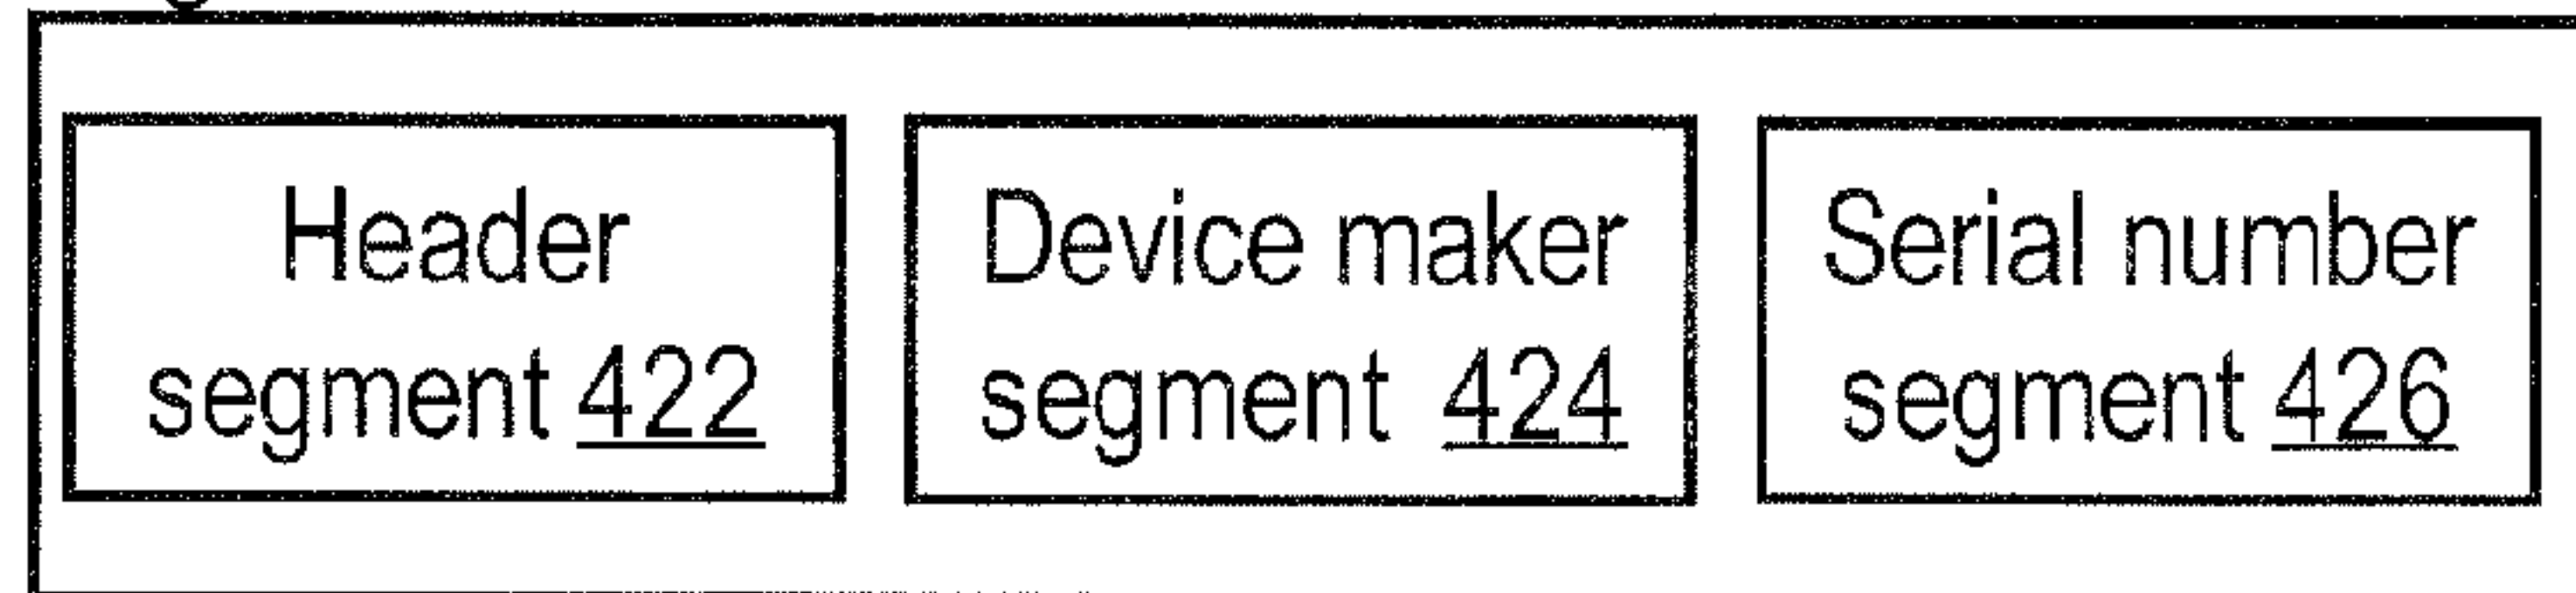 Header
segment 422
Device maker
segment 424
Serial number
segment 426